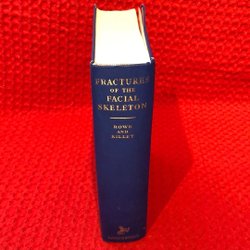 FRACTURES
OF THE
FACIAL
SKELETON
ROWE
AND
KILLEY